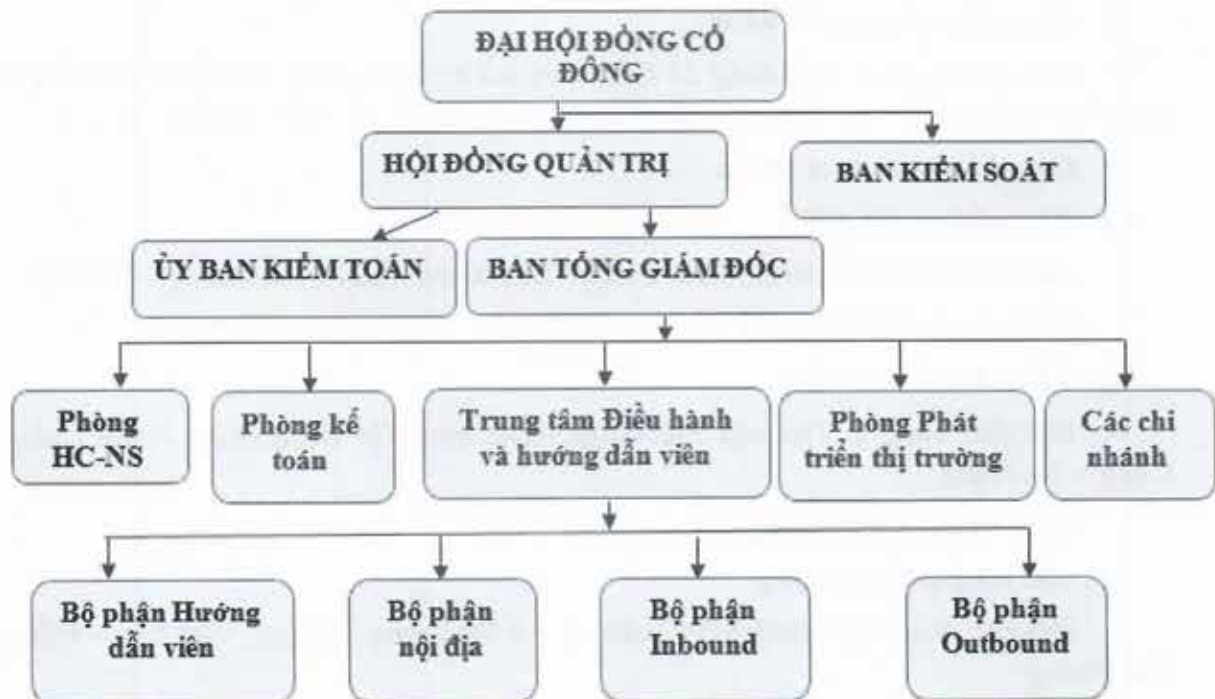 ĐẠI HỘI ĐỒNG CỔ
ĐÔNG
HỘI ĐỒNG QUẢN TRỊ
BAN KIỂM SOÁT
ỦY BAN KIỂM TOÁN
BAN TỔNG GIÁM ĐỐC
Phòng
HC-NS
Phòng kế
toán
Trung tâm Điều hành
và hướng dẫn viên
Phòng Phát
triển thị trường
Các chi
nhánh
Bộ phận Hướng
dẫn viên
Bộ phận
nội địa
Bộ phận
Inbound
Bộ phận
Outbound